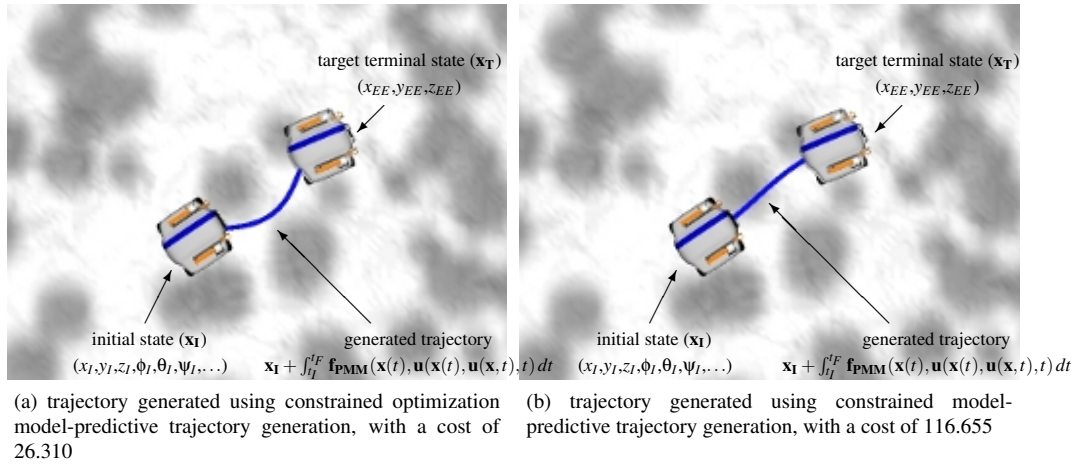 target terminal state (x_T)
(x_EE,y_EE,z_EE)
initial state (x_I)
(x_I,y_I,z_I,ϕ_I,θ_I,ψ_I,...)
generated trajectory
x_I + ∫_{t_I}^{t_F} f_PMM(x(t),u(x(t),u(x,t),t) dt
(a) trajectory generated using constrained optimization
model-predictive trajectory generation, with a cost of
26.310
target terminal state (x_T)
(x_EE,y_EE,z_EE)
initial state (x_I)
(x_I,y_I,z_I,ϕ_I,θ_I,ψ_I,...)
generated trajectory
x_I + ∫_{t_I}^{t_F} f_PMM(x(t),u(x(t),u(x,t),t) dt
(b) trajectory generated using constrained model-
predictive trajectory generation, with a cost of 116.655